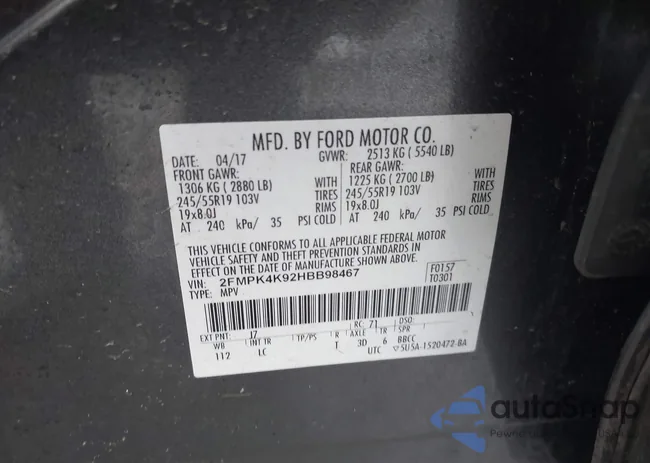 MFD. BY FORD MOTOR CO.
DATE: 04/17 GVWR: 2513 KG ( 5540 LB)
FRONT GAWR: REAR GAWR:
1306 KG ( 2880 LB) WITH 1225 KG ( 2700 LB) WITH
245/55R19 103V TIRES 245/55R19 103V TIRES
19x8.0J RIMS 19x8.0J RIMS
AT 240 kPa/ 35 PSI COLD AT 240 kPa/ 35 PSI COLD
THIS VEHICLE CONFORMS TO ALL APPLICABLE FEDERAL MOTOR
VEHICLE SAFETY AND THEFT PREVENTION STANDARDS IN
EFFECT ON THE DATE OF MANUFACTURE SHOWN ABOVE.
VIN: 2FMPK4K92HBB98467 F0157
TYPE: MPV T0301
EXT PNT: J7 RC: 71 DSO:
WB INT TR TP/PS R AXLE TR SPR
112 LC T 3D 6 BBCC
UTC 5U5A-1520472-BA
autoSnap